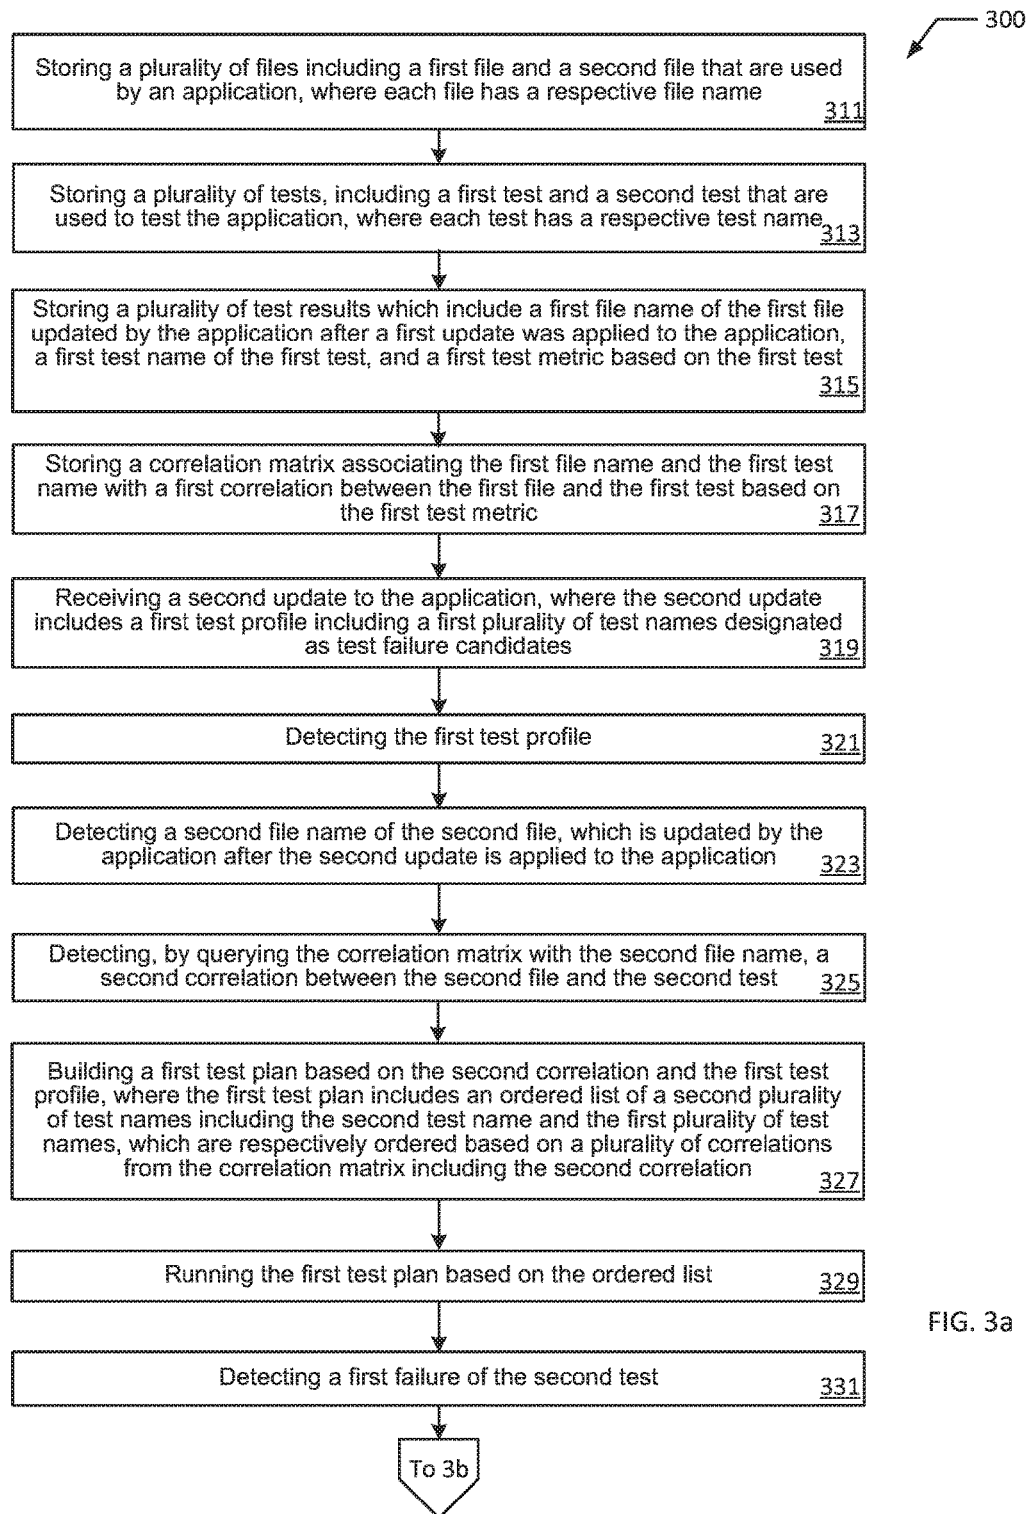 300
Storing a plurality of files including a first file and a second file that are used
by an application, where each file has a respective file name
311
Storing a plurality of tests, including a first test and a second test that are
used to test the application, where each test has a respective test name
313
Storing a plurality of test results which include a first file name of the first file
updated by the application after a first update was applied to the application,
a first test name of the first test, and a first test metric based on the first test
315
Storing a correlation matrix associating the first file name and the first test
name with a first correlation between the first file and the first test based on
the first test metric
317
Receiving a second update to the application, where the second update
includes a first test profile including a first plurality of test names designated
as test failure candidates
319
Detecting the first test profile
321
Detecting a second file name of the second file, which is updated by the
application after the second update is applied to the application
323
Detecting, by querying the correlation matrix with the second file name, a
second correlation between the second file and the second test
325
Building a first test plan based on the second correlation and the first test
profile, where the first test plan includes an ordered list of a second plurality
of test names including the second test name and the first plurality of test
names, which are respectively ordered based on a plurality of correlations
from the correlation matrix including the second correlation
327
Running the first test plan based on the ordered list
329
FIG. 3a
Detecting a first failure of the second test
331
To 3b